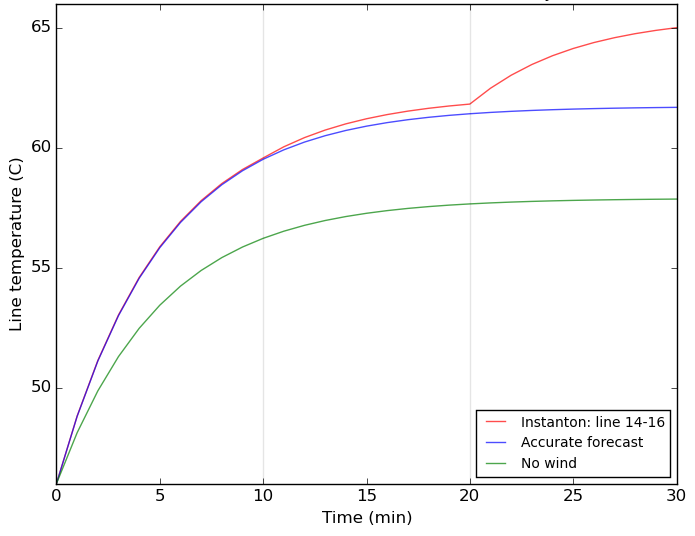 65
60
55
50
Line temperature (C)
Instanton: line 14-16
Accurate forecast
No wind
0
5
10
15
20
25
30
Time (min)